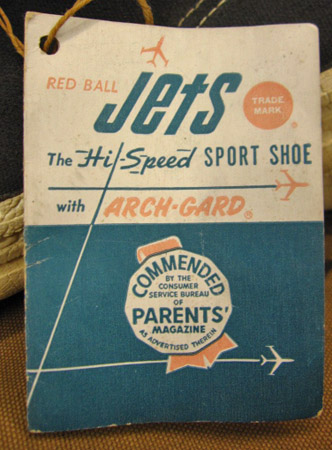 RED BALL JETS
TRADE
MARK
®
The Hi-Speed SPORT SHOE
with ARCH-GARD®
COMMENDED
BY THE
CONSUMER
SERVICE BUREAU
OF
PARENTS'
MAGAZINE
AS ADVERTISED THEREIN